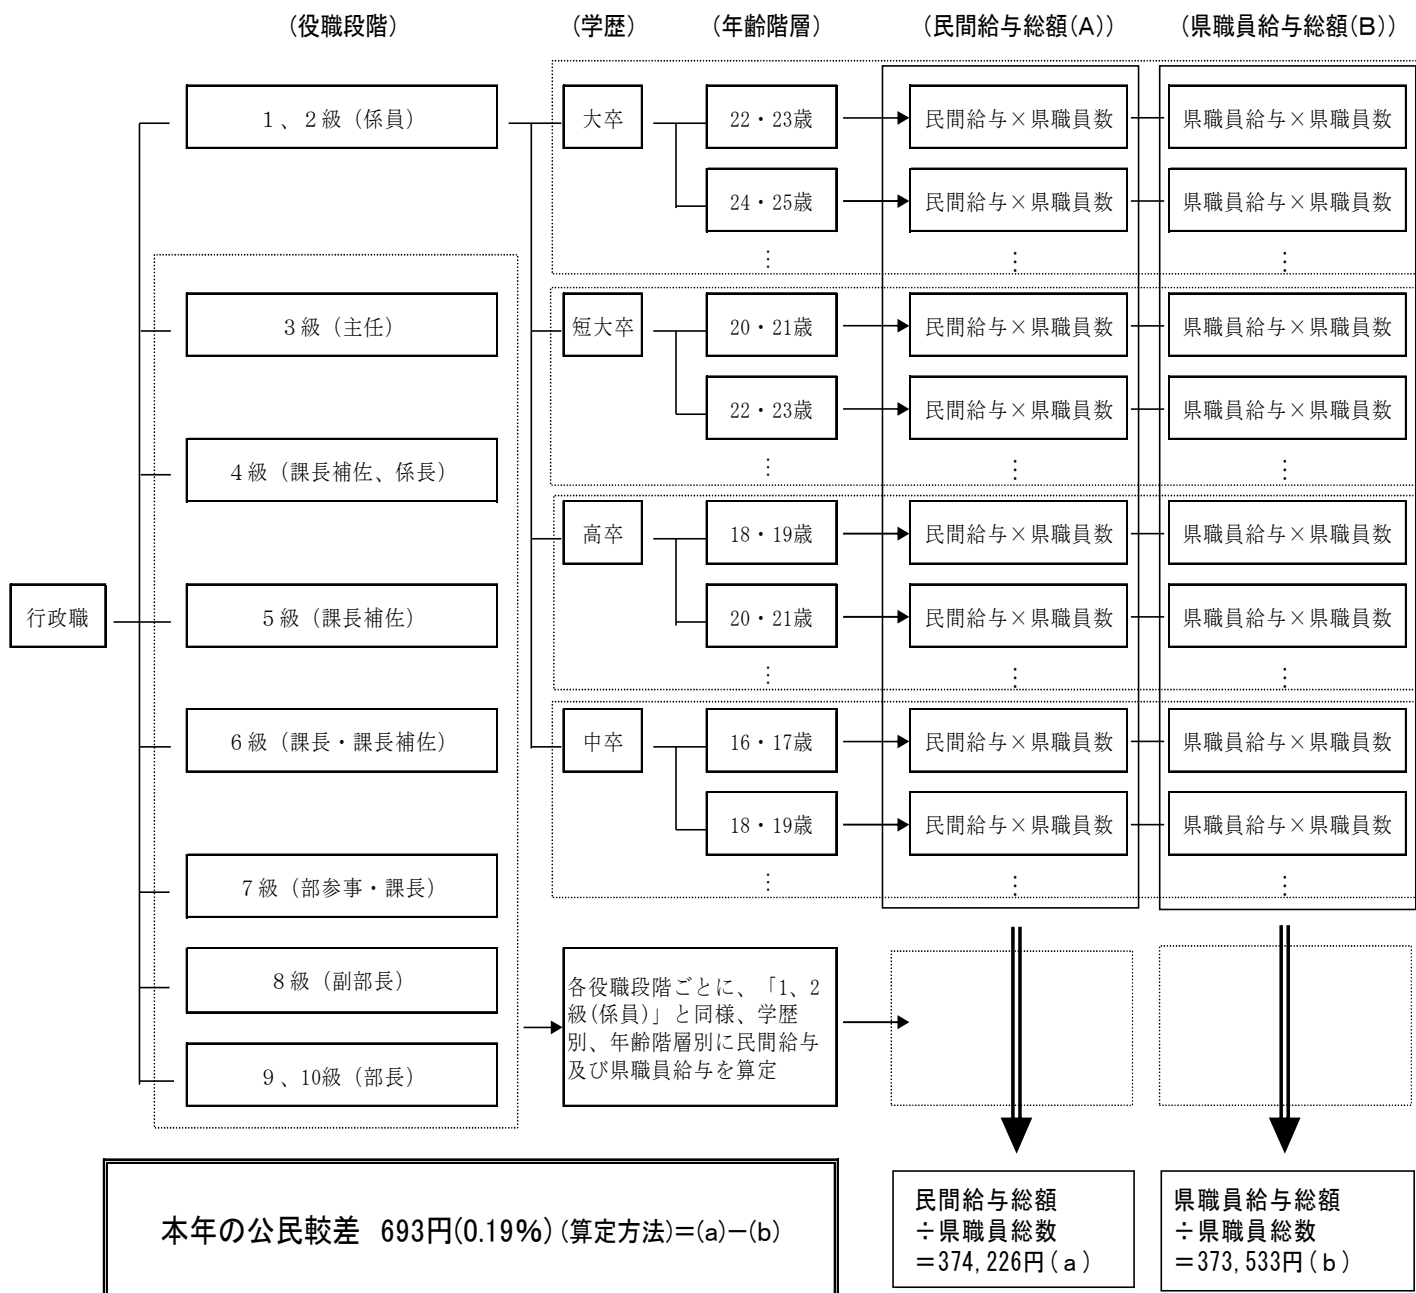 （役職段階）　（学歴）　（年齢階層）　（民間給与総額(A)）　（県職員給与総額(B)）
１、２級（係員）　大卒　22・23歳　民間給与×県職員数　県職員給与×県職員数
24・25歳　民間給与×県職員数　県職員給与×県職員数
⋮　⋮　⋮
３級（主任）　短大卒　20・21歳　民間給与×県職員数　県職員給与×県職員数
22・23歳　民間給与×県職員数　県職員給与×県職員数
⋮　⋮　⋮
４級（課長補佐、係長）
高卒　18・19歳　民間給与×県職員数　県職員給与×県職員数
行政職　５級（課長補佐）　20・21歳　民間給与×県職員数　県職員給与×県職員数
⋮　⋮　⋮
６級（課長・課長補佐）　中卒　16・17歳　民間給与×県職員数　県職員給与×県職員数
18・19歳　民間給与×県職員数　県職員給与×県職員数
７級（部参事・課長）　⋮　⋮　⋮
８級（副部長）
９、10級（部長）
各役職段階ごとに、「1、2
級(係員)」と同様、学歴
別、年齢階層別に民間給与
及び県職員給与を算定
本年の公民較差　693円(0.19%)(算定方法)＝(a)－(b)
民間給与総額
÷県職員総数
＝374,226円(ａ)
県職員給与総額
÷県職員総数
＝373,533円(ｂ)